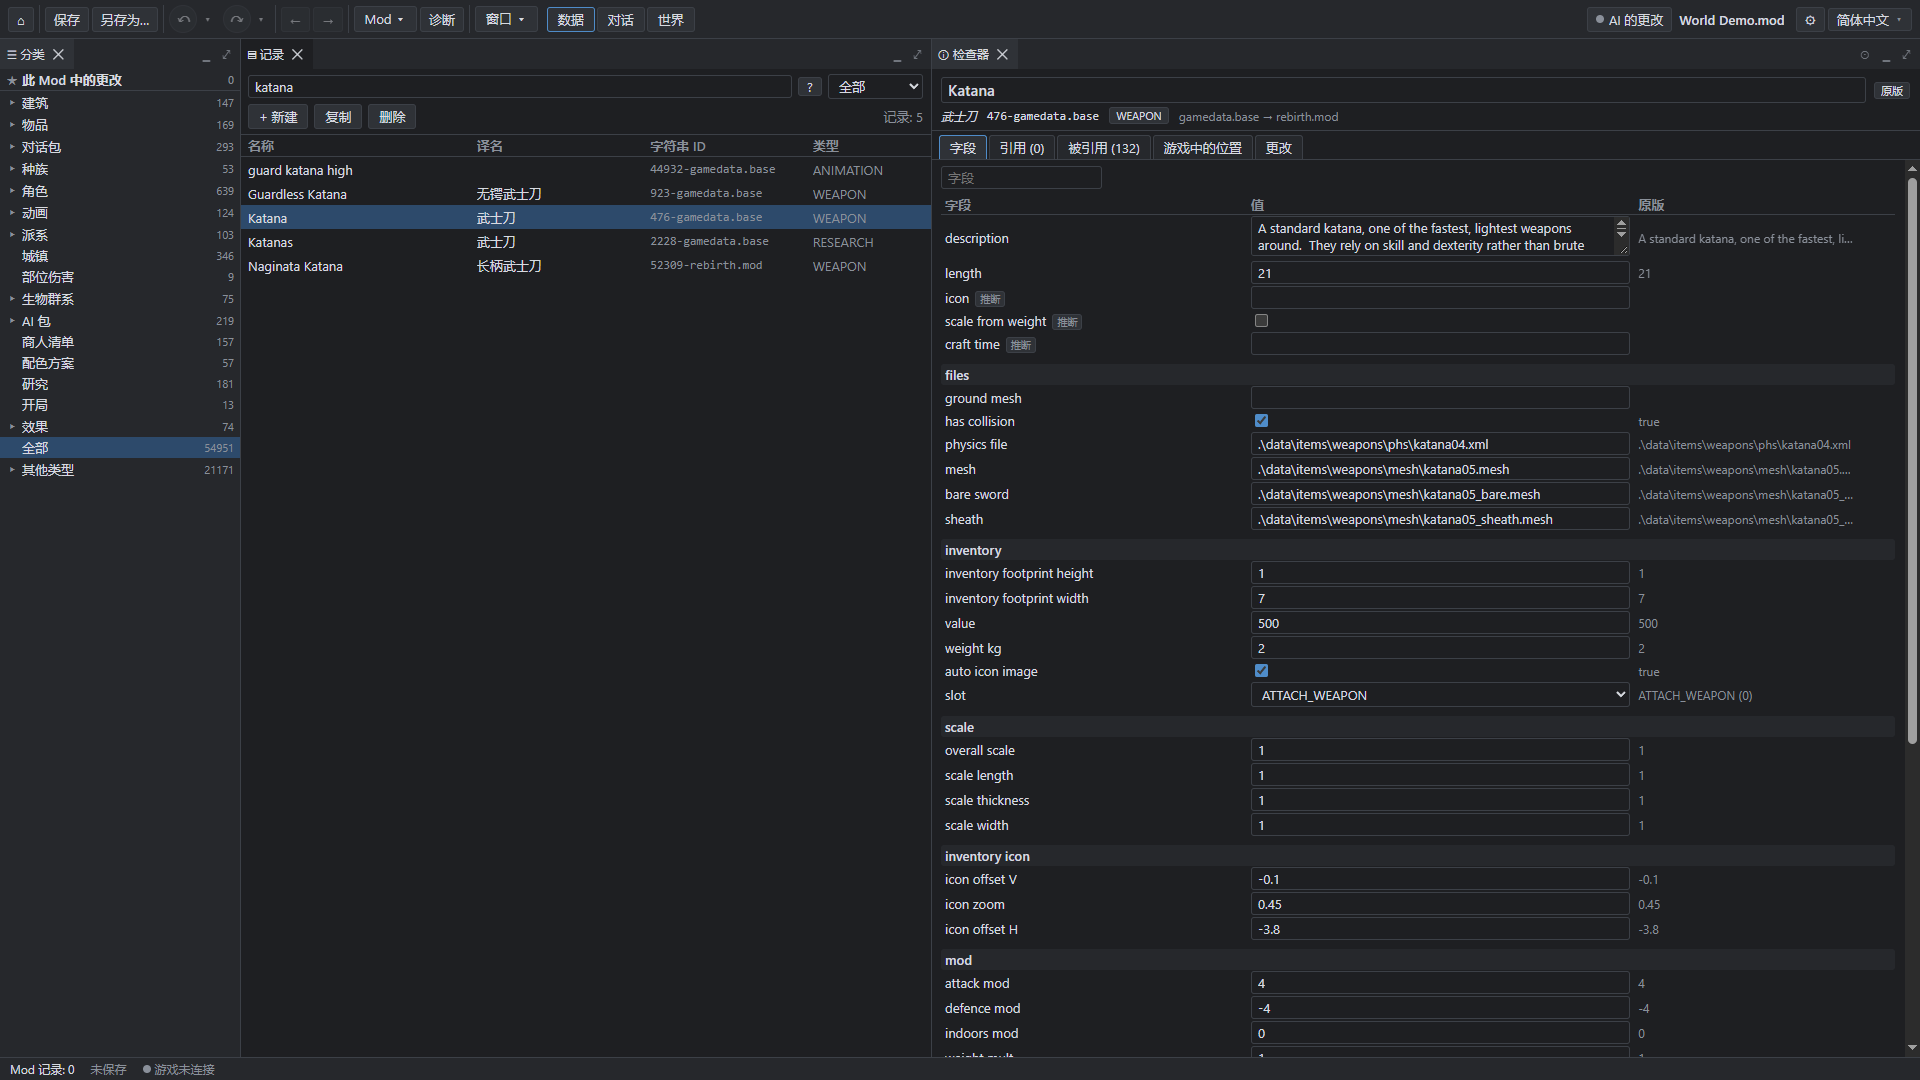 保存 另存为... Mod 诊断 窗口 数据 对话 世界 AI 的更改 World Demo.mod 简体中文
分类
此 Mod 中的更改 0
建筑 147
物品 169
对话包 293
种族 53
角色 639
动画 124
派系 103
城镇 346
部位伤害 9
生物群系 75
AI 包 219
商人清单 157
配色方案 57
研究 181
开局 13
效果 74
全部 54951
其他类型 21171
记录
katana ? 全部
+ 新建 复制 删除 记录: 5
名称 译名 字符串 ID 类型
guard katana high 44932-gamedata.base ANIMATION
Guardless Katana 无锷武士刀 923-gamedata.base WEAPON
Katana 武士刀 476-gamedata.base WEAPON
Katanas 武士刀 2228-gamedata.base RESEARCH
Naginata Katana 长柄武士刀 52309-rebirth.mod WEAPON
检查器
Katana 原版
武士刀 476-gamedata.base WEAPON gamedata.base → rebirth.mod
字段 引用 (0) 被引用 (132) 游戏中的位置 更改
字段
字段 值 原版
description A standard katana, one of the fastest, lightest weapons around. They rely on skill and dexterity rather than brute A standard katana, one of the fastest, li...
length 21 21
icon 推断
scale from weight 推断
craft time 推断
files
ground mesh
has collision true
physics file .\data\items\weapons\phs\katana04.xml .\data\items\weapons\phs\katana04.xml
mesh .\data\items\weapons\mesh\katana05.mesh .\data\items\weapons\mesh\katana05....
bare sword .\data\items\weapons\mesh\katana05_bare.mesh .\data\items\weapons\mesh\katana05_...
sheath .\data\items\weapons\mesh\katana05_sheath.mesh .\data\items\weapons\mesh\katana05_...
inventory
inventory footprint height 1 1
inventory footprint width 7 7
value 500 500
weight kg 2 2
auto icon image true
slot ATTACH_WEAPON ATTACH_WEAPON (0)
scale
overall scale 1 1
scale length 1 1
scale thickness 1 1
scale width 1 1
inventory icon
icon offset V -0.1 -0.1
icon zoom 0.45 0.45
icon offset H -3.8 -3.8
mod
attack mod 4 4
defence mod -4 -4
indoors mod 0 0
Mod 记录: 0 未保存 游戏未连接